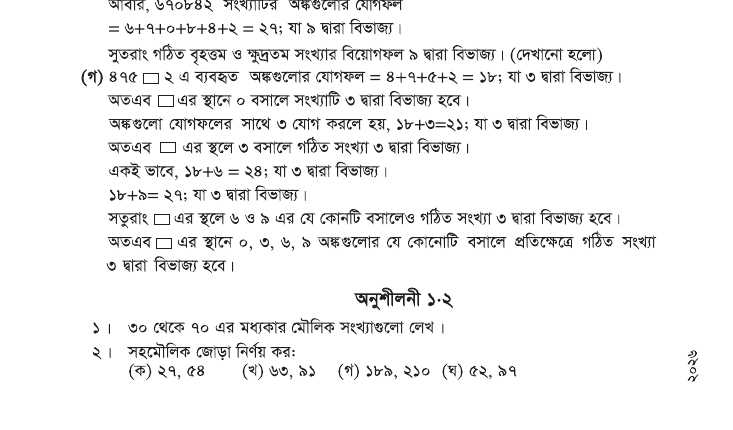 আবার, ৬৭০৮৪২ সংখ্যাটির অঙ্কগুলোর যোগফল
= ৬+৭+০+৮+৪+২ = ২৭; যা ৯ দ্বারা বিভাজ্য।
সুতরাং গঠিত বৃহত্তম ও ক্ষুদ্রতম সংখ্যার বিয়োগফল ৯ দ্বারা বিভাজ্য। (দেখানো হলো)
(গ) ৪৭৫ □ ২ এ ব্যবহৃত অঙ্কগুলোর যোগফল = ৪+৭+৫+২ = ১৮; যা ৩ দ্বারা বিভাজ্য।
অতএব □ এর স্থানে ০ বসালে সংখ্যাটি ৩ দ্বারা বিভাজ্য হবে।
অঙ্কগুলো যোগফলের সাথে ৩ যোগ করলে হয়, ১৮+৩=২১; যা ৩ দ্বারা বিভাজ্য।
অতএব □ এর স্থলে ৩ বসালে গঠিত সংখ্যা ৩ দ্বারা বিভাজ্য।
একই ভাবে, ১৮+৬ = ২৪; যা ৩ দ্বারা বিভাজ্য।
১৮+৯= ২৭; যা ৩ দ্বারা বিভাজ্য।
সতুরাং □ এর স্থলে ৬ ও ৯ এর যে কোনটি বসালেও গঠিত সংখ্যা ৩ দ্বারা বিভাজ্য হবে।
অতএব □ এর স্থানে ০, ৩, ৬, ৯ অঙ্কগুলোর যে কোনোটি বসালে প্রতিক্ষেত্রে গঠিত সংখ্যা
৩ দ্বারা বিভাজ্য হবে।
অনুশীলনী ১·২
১। ৩০ থেকে ৭০ এর মধ্যকার মৌলিক সংখ্যাগুলো লেখ।
২। সহমৌলিক জোড়া নির্ণয় কর:
(ক) ২৭, ৫৪ (খ) ৬৩, ৯১ (গ) ১৮৯, ২১০ (ঘ) ৫২, ৯৭
২০২৬